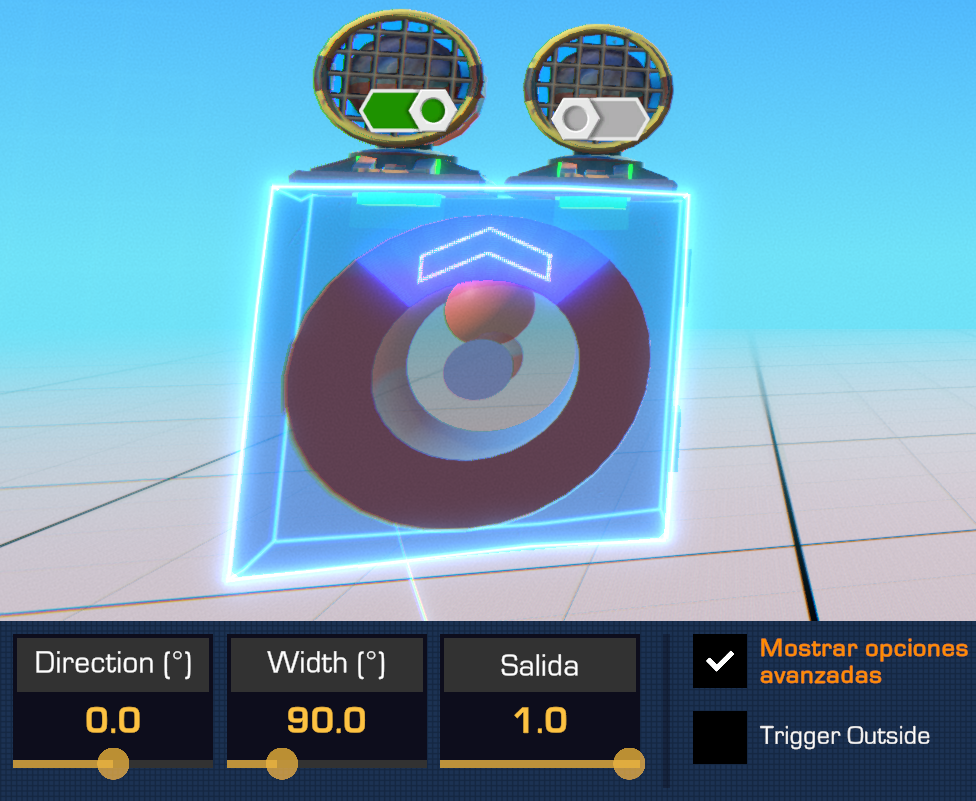 Direction (°)
0.0
Width (°)
90.0
Salida
1.0
Mostrar opciones
avanzadas
Trigger Outside